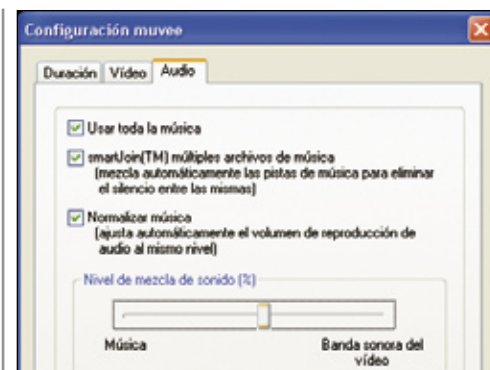 Configuración muvee
Duración Vídeo Audio
Usar toda la música
smartJoin(TM) múltiples archivos de música
(mezcla automáticamente las pistas de música para eliminar
el silencio entre las mismas)
Normalizar música
(ajusta automáticamente el volumen de reproducción de
audio al mismo nivel)
Nivel de mezcla de sonido (%)
Música Banda sonora del
vídeo